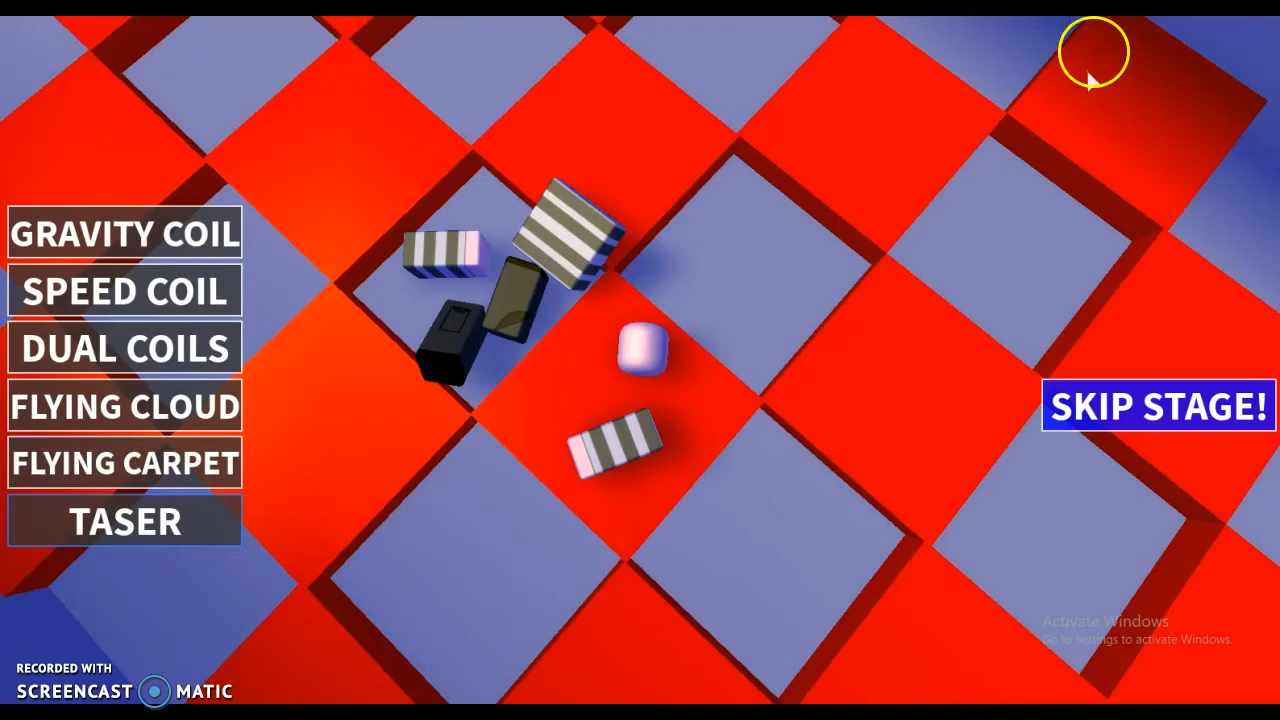 GRAVITY COIL
SPEED COIL
DUAL COILS
FLYING CLOUD
FLYING CARPET
TASER
SKIP STAGE!
Activate Windows
Go to Settings to activate Windows.
RECORDED WITH
SCREENCAST MATIC